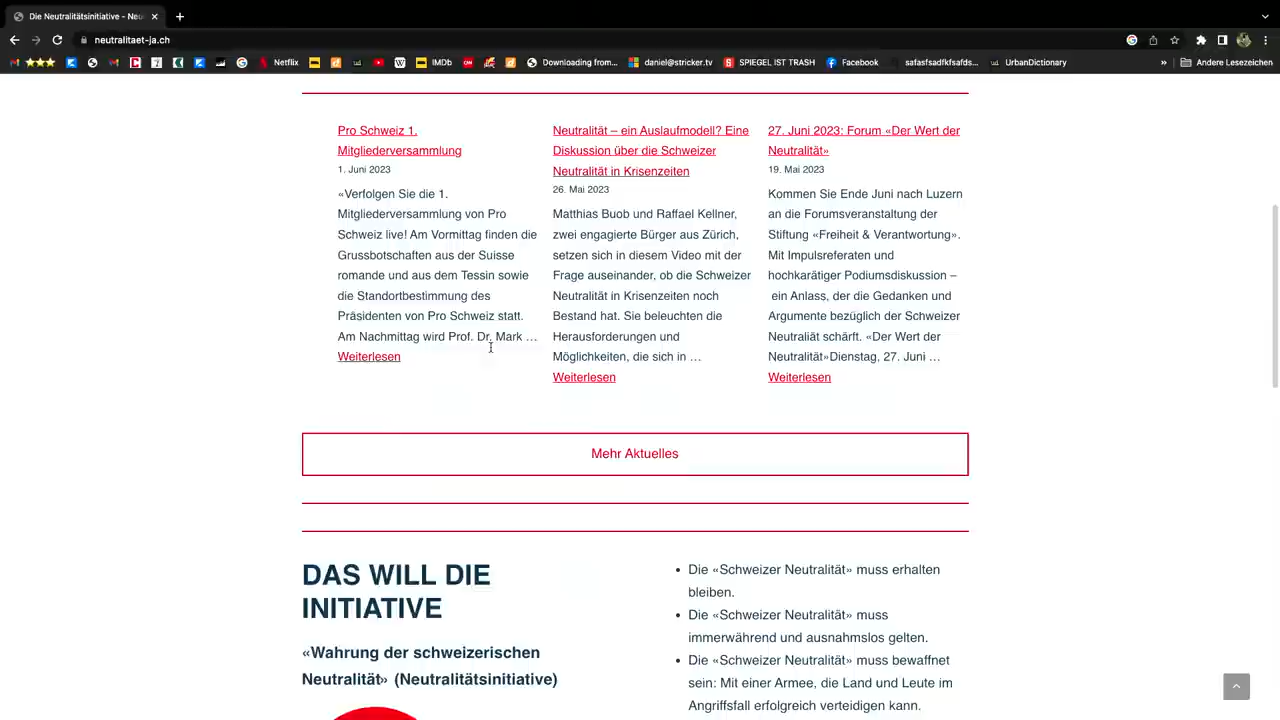 Die Neutralitätsinitiative – Neu
neutralitaet-ja.ch
Netflix
IMDb
Downloading from...
daniel@stricker.tv
SPIEGEL IST TRASH
Facebook
safasfsadfkfsafds...
UrbanDictionary
»
Andere Lesezeichen
Pro Schweiz 1.
Mitgliederversammlung
1. Juni 2023
«Verfolgen Sie die 1.
Mitgliederversammlung von Pro
Schweiz live! Am Vormittag finden die
Grussbotschaften aus der Suisse
romande und aus dem Tessin sowie
die Standortbestimmung des
Präsidenten von Pro Schweiz statt.
Am Nachmittag wird Prof. Dr. Mark …
Weiterlesen
Neutralität – ein Auslaufmodell? Eine
Diskussion über die Schweizer
Neutralität in Krisenzeiten
26. Mai 2023
Matthias Buob und Raffael Kellner,
zwei engagierte Bürger aus Zürich,
setzen sich in diesem Video mit der
Frage auseinander, ob die Schweizer
Neutralität in Krisenzeiten noch
Bestand hat. Sie beleuchten die
Herausforderungen und
Möglichkeiten, die sich in …
Weiterlesen
27. Juni 2023: Forum «Der Wert der
Neutralität»
19. Mai 2023
Kommen Sie Ende Juni nach Luzern
an die Forumsveranstaltung der
Stiftung «Freiheit & Verantwortung».
Mit Impulsreferaten und
hochkarätiger Podiumsdiskussion –
ein Anlass, der die Gedanken und
Argumente bezüglich der Schweizer
Neutraliät schärft. «Der Wert der
Neutralität»Dienstag, 27. Juni …
Weiterlesen
Mehr Aktuelles
DAS WILL DIE
INITIATIVE
«Wahrung der schweizerischen
Neutralität» (Neutralitätsinitiative)
• Die «Schweizer Neutralität» muss erhalten
bleiben.
• Die «Schweizer Neutralität» muss
immerwährend und ausnahmslos gelten.
• Die «Schweizer Neutralität» muss bewaffnet
sein: Mit einer Armee, die Land und Leute im
Angriffsfall erfolgreich verteidigen kann.